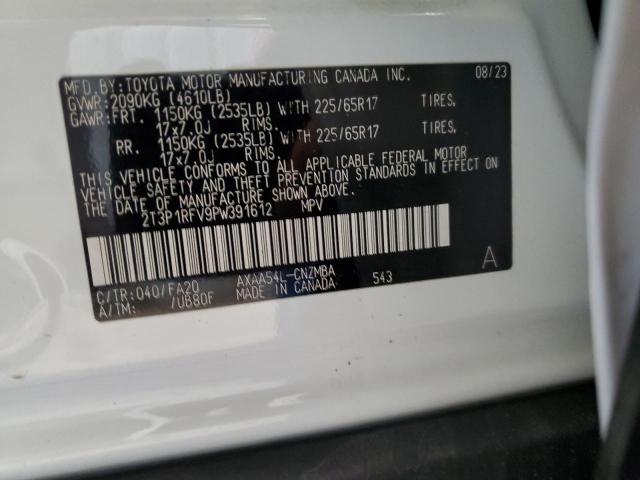 MFD.BY:TOYOTA MOTOR MANUFACTURING CANADA INC. 08/23
GVWR:2090KG (4610LB)
GAWR:FRT. 1150KG (2535LB) WITH 225/65R17 TIRES,
17x7.0J RIMS.
RR. 1150KG (2535LB) WITH 225/65R17 TIRES,
17x7.0J RIMS.
THIS VEHICLE CONFORMS TO ALL APPLICABLE FEDERAL MOTOR
VEHICLE SAFETY AND THEFT PREVENTION STANDARDS IN EFFECT ON
THE DATE OF MANUFACTURE SHOWN ABOVE.
2T3P1RFV9PW391612 MPV
C/TR:040/FA20 AXAA54L-CNZMBA 543 A
A/TM: /UB80F MADE IN CANADA